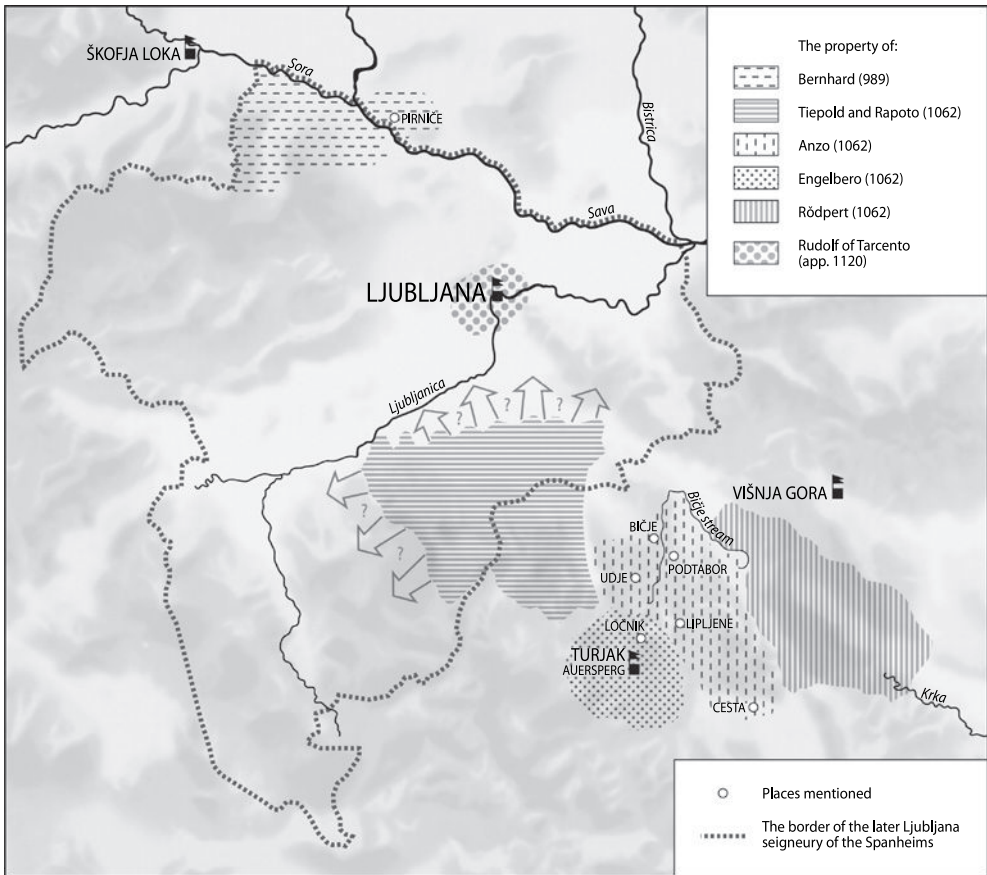 ŠKOFJA LOKA
Sora
PIRNIČE
Bistrica
Sava
LJUBLJANA
Ljubljanica
?
?
?
?
?
VIŠNJA GORA
Bičje stream
BIČJE
PODTABOR
UDJE
LOČNIK
LIPLJENE
TURJAK
AUERSPERG
CESTA
Krka
The property of:
Bernhard (989)
Tiepold and Rapoto (1062)
Anzo (1062)
Engelbero (1062)
Rŏdpert (1062)
Rudolf of Tarcento
(app. 1120)
Places mentioned
The border of the later Ljubljana
seigneury of the Spanheims